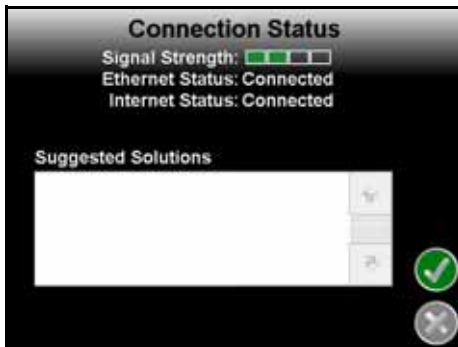 Connection Status
Signal Strength:
Ethernet Status: Connected
Internet Status: Connected
Suggested Solutions